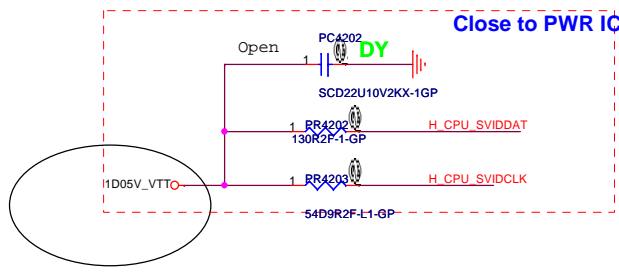 Close to PWR IC
PC4202
Open
DY
1
SCD22U10V2KX-1GP
1
PR4202
H_CPU_SVIDDAT
130R2F-1-GP
1D05V_VTT
1
PR4203
H_CPU_SVIDCLK
54D9R2F-L1-GP